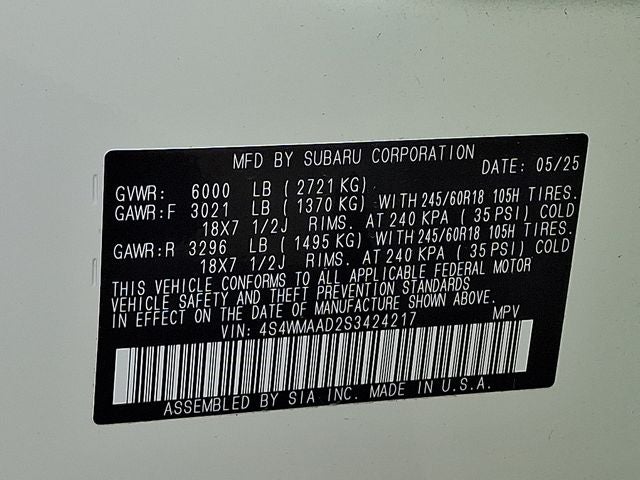 MFD BY SUBARU CORPORATION DATE: 05/25
GVWR: 6000 LB ( 2721 KG)
GAWR:F 3021 LB ( 1370 KG) WITH 245/60R18 105H TIRES.
18X7 1/2J RIMS. AT 240 KPA ( 35 PSI) COLD
GAWR:R 3296 LB ( 1495 KG) WITH 245/60R18 105H TIRES.
18X7 1/2J RIMS. AT 240 KPA ( 35 PSI) COLD
THIS VEHICLE CONFORMS TO ALL APPLICABLE FEDERAL MOTOR
VEHICLE SAFETY AND THEFT PREVENTION STANDARDS
IN EFFECT ON THE DATE OF MANUFACTURE SHOWN ABOVE.
VIN: 4S4WMAAD2S3424217 MPV
ASSEMBLED BY SIA INC. MADE IN U.S.A.